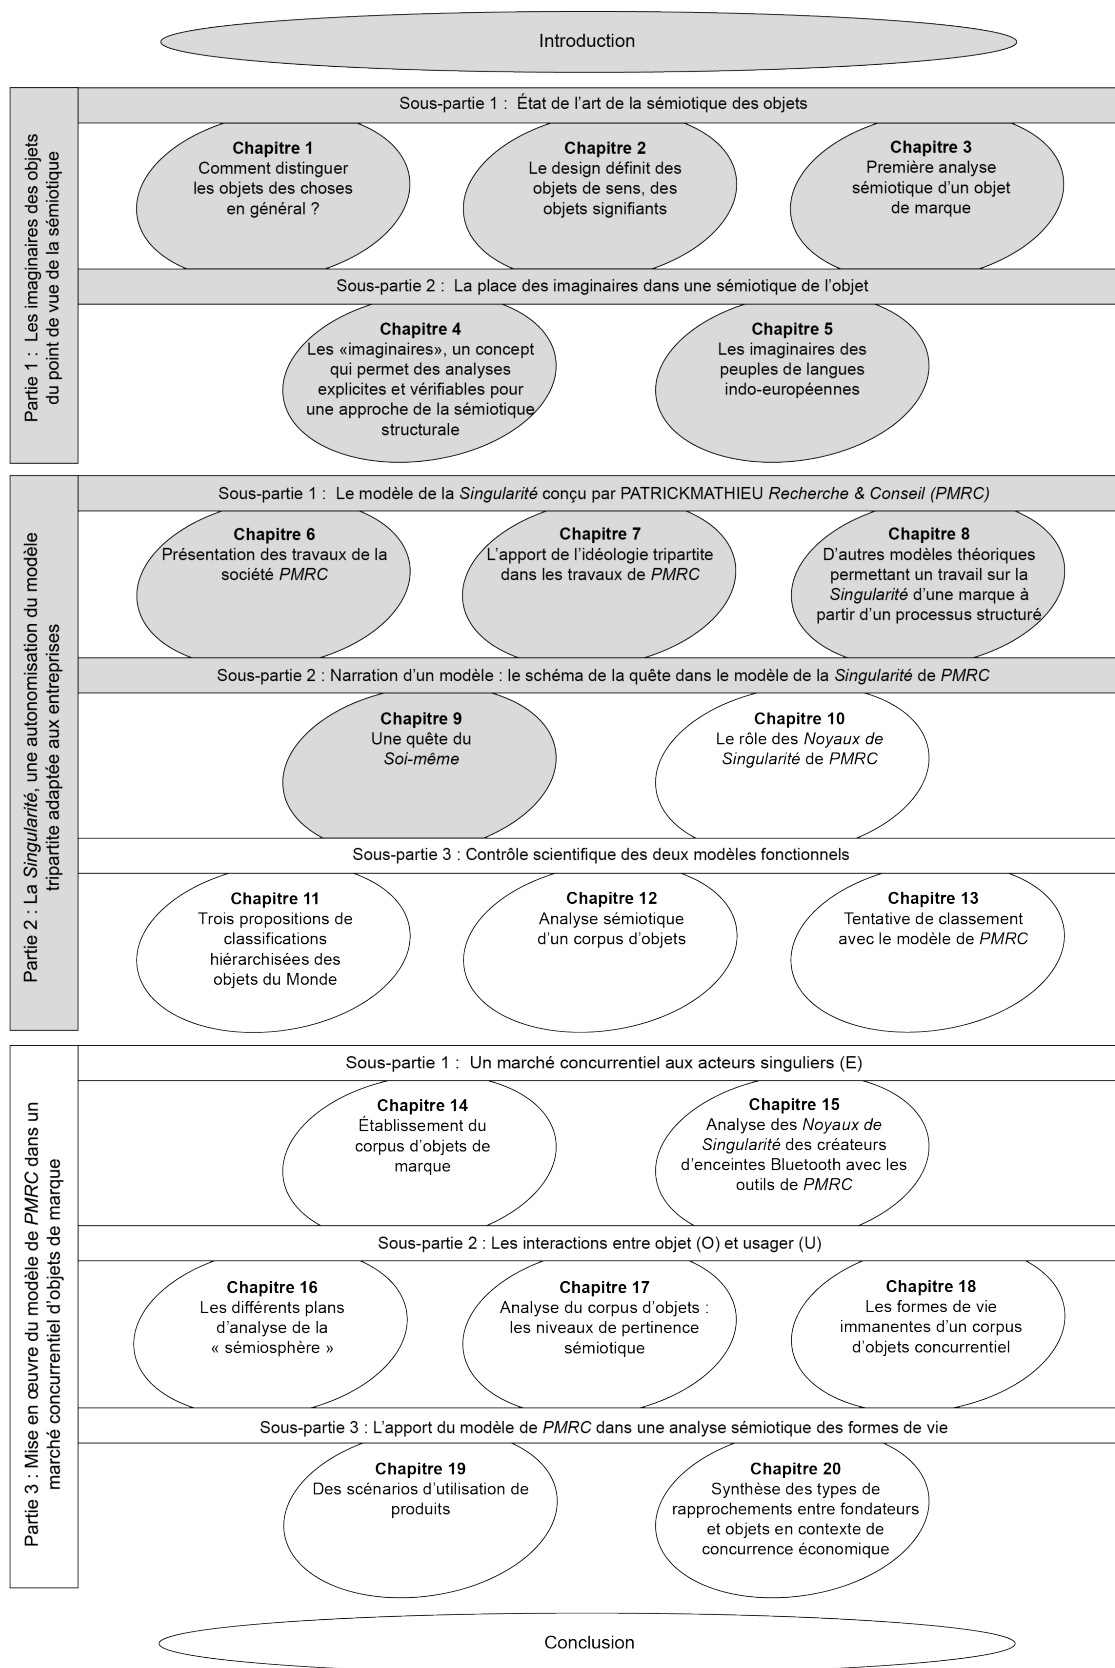 Introduction
Partie 1 : Les imaginaires des objets
du point de vue de la sémiotique
Sous-partie 1 : État de l'art de la sémiotique des objets
Chapitre 1
Comment distinguer
les objets des choses
en général ?
Chapitre 2
Le design définit des
objets de sens, des
objets signifiants
Chapitre 3
Première analyse
sémiotique d'un objet
de marque
Sous-partie 2 : La place des imaginaires dans une sémiotique de l'objet
Chapitre 4
Les «imaginaires», un concept
qui permet des analyses
explicites et vérifiables pour
une approche de la sémiotique
structurale
Chapitre 5
Les imaginaires des
peuples de langues
indo-européennes
Partie 2 : La Singularité, une autonomisation du modèle
tripartite adaptée aux entreprises
Sous-partie 1 : Le modèle de la Singularité conçu par PATRICKMATHIEU Recherche & Conseil (PMRC)
Chapitre 6
Présentation des travaux de la
société PMRC
Chapitre 7
L'apport de l'idéologie tripartite
dans les travaux de PMRC
Chapitre 8
D'autres modèles théoriques
permettant un travail sur la
Singularité d'une marque à
partir d'un processus structuré
Sous-partie 2 : Narration d'un modèle : le schéma de la quête dans le modèle de la Singularité de PMRC
Chapitre 9
Une quête du
Soi-même
Chapitre 10
Le rôle des Noyaux de
Singularité de PMRC
Sous-partie 3 : Contrôle scientifique des deux modèles fonctionnels
Chapitre 11
Trois propositions de
classifications
hiérarchisées des
objets du Monde
Chapitre 12
Analyse sémiotique
d'un corpus d'objets
Chapitre 13
Tentative de classement
avec le modèle de PMRC
Partie 3 : Mise en œuvre du modèle de PMRC dans un
marché concurrentiel d'objets de marque
Sous-partie 1 : Un marché concurrentiel aux acteurs singuliers (E)
Chapitre 14
Établissement du
corpus d'objets de
marque
Chapitre 15
Analyse des Noyaux de
Singularité des créateurs
d'enceintes Bluetooth avec les
outils de PMRC
Sous-partie 2 : Les interactions entre objet (O) et usager (U)
Chapitre 16
Les différents plans
d'analyse de la
« sémiosphère »
Chapitre 17
Analyse du corpus d'objets :
les niveaux de pertinence
sémiotique
Chapitre 18
Les formes de vie
immanentes d'un corpus
d'objets concurrentiel
Sous-partie 3 : L'apport du modèle de PMRC dans une analyse sémiotique des formes de vie
Chapitre 19
Des scénarios d'utilisation de
produits
Chapitre 20
Synthèse des types de
rapprochements entre fondateurs
et objets en contexte de
concurrence économique
Conclusion